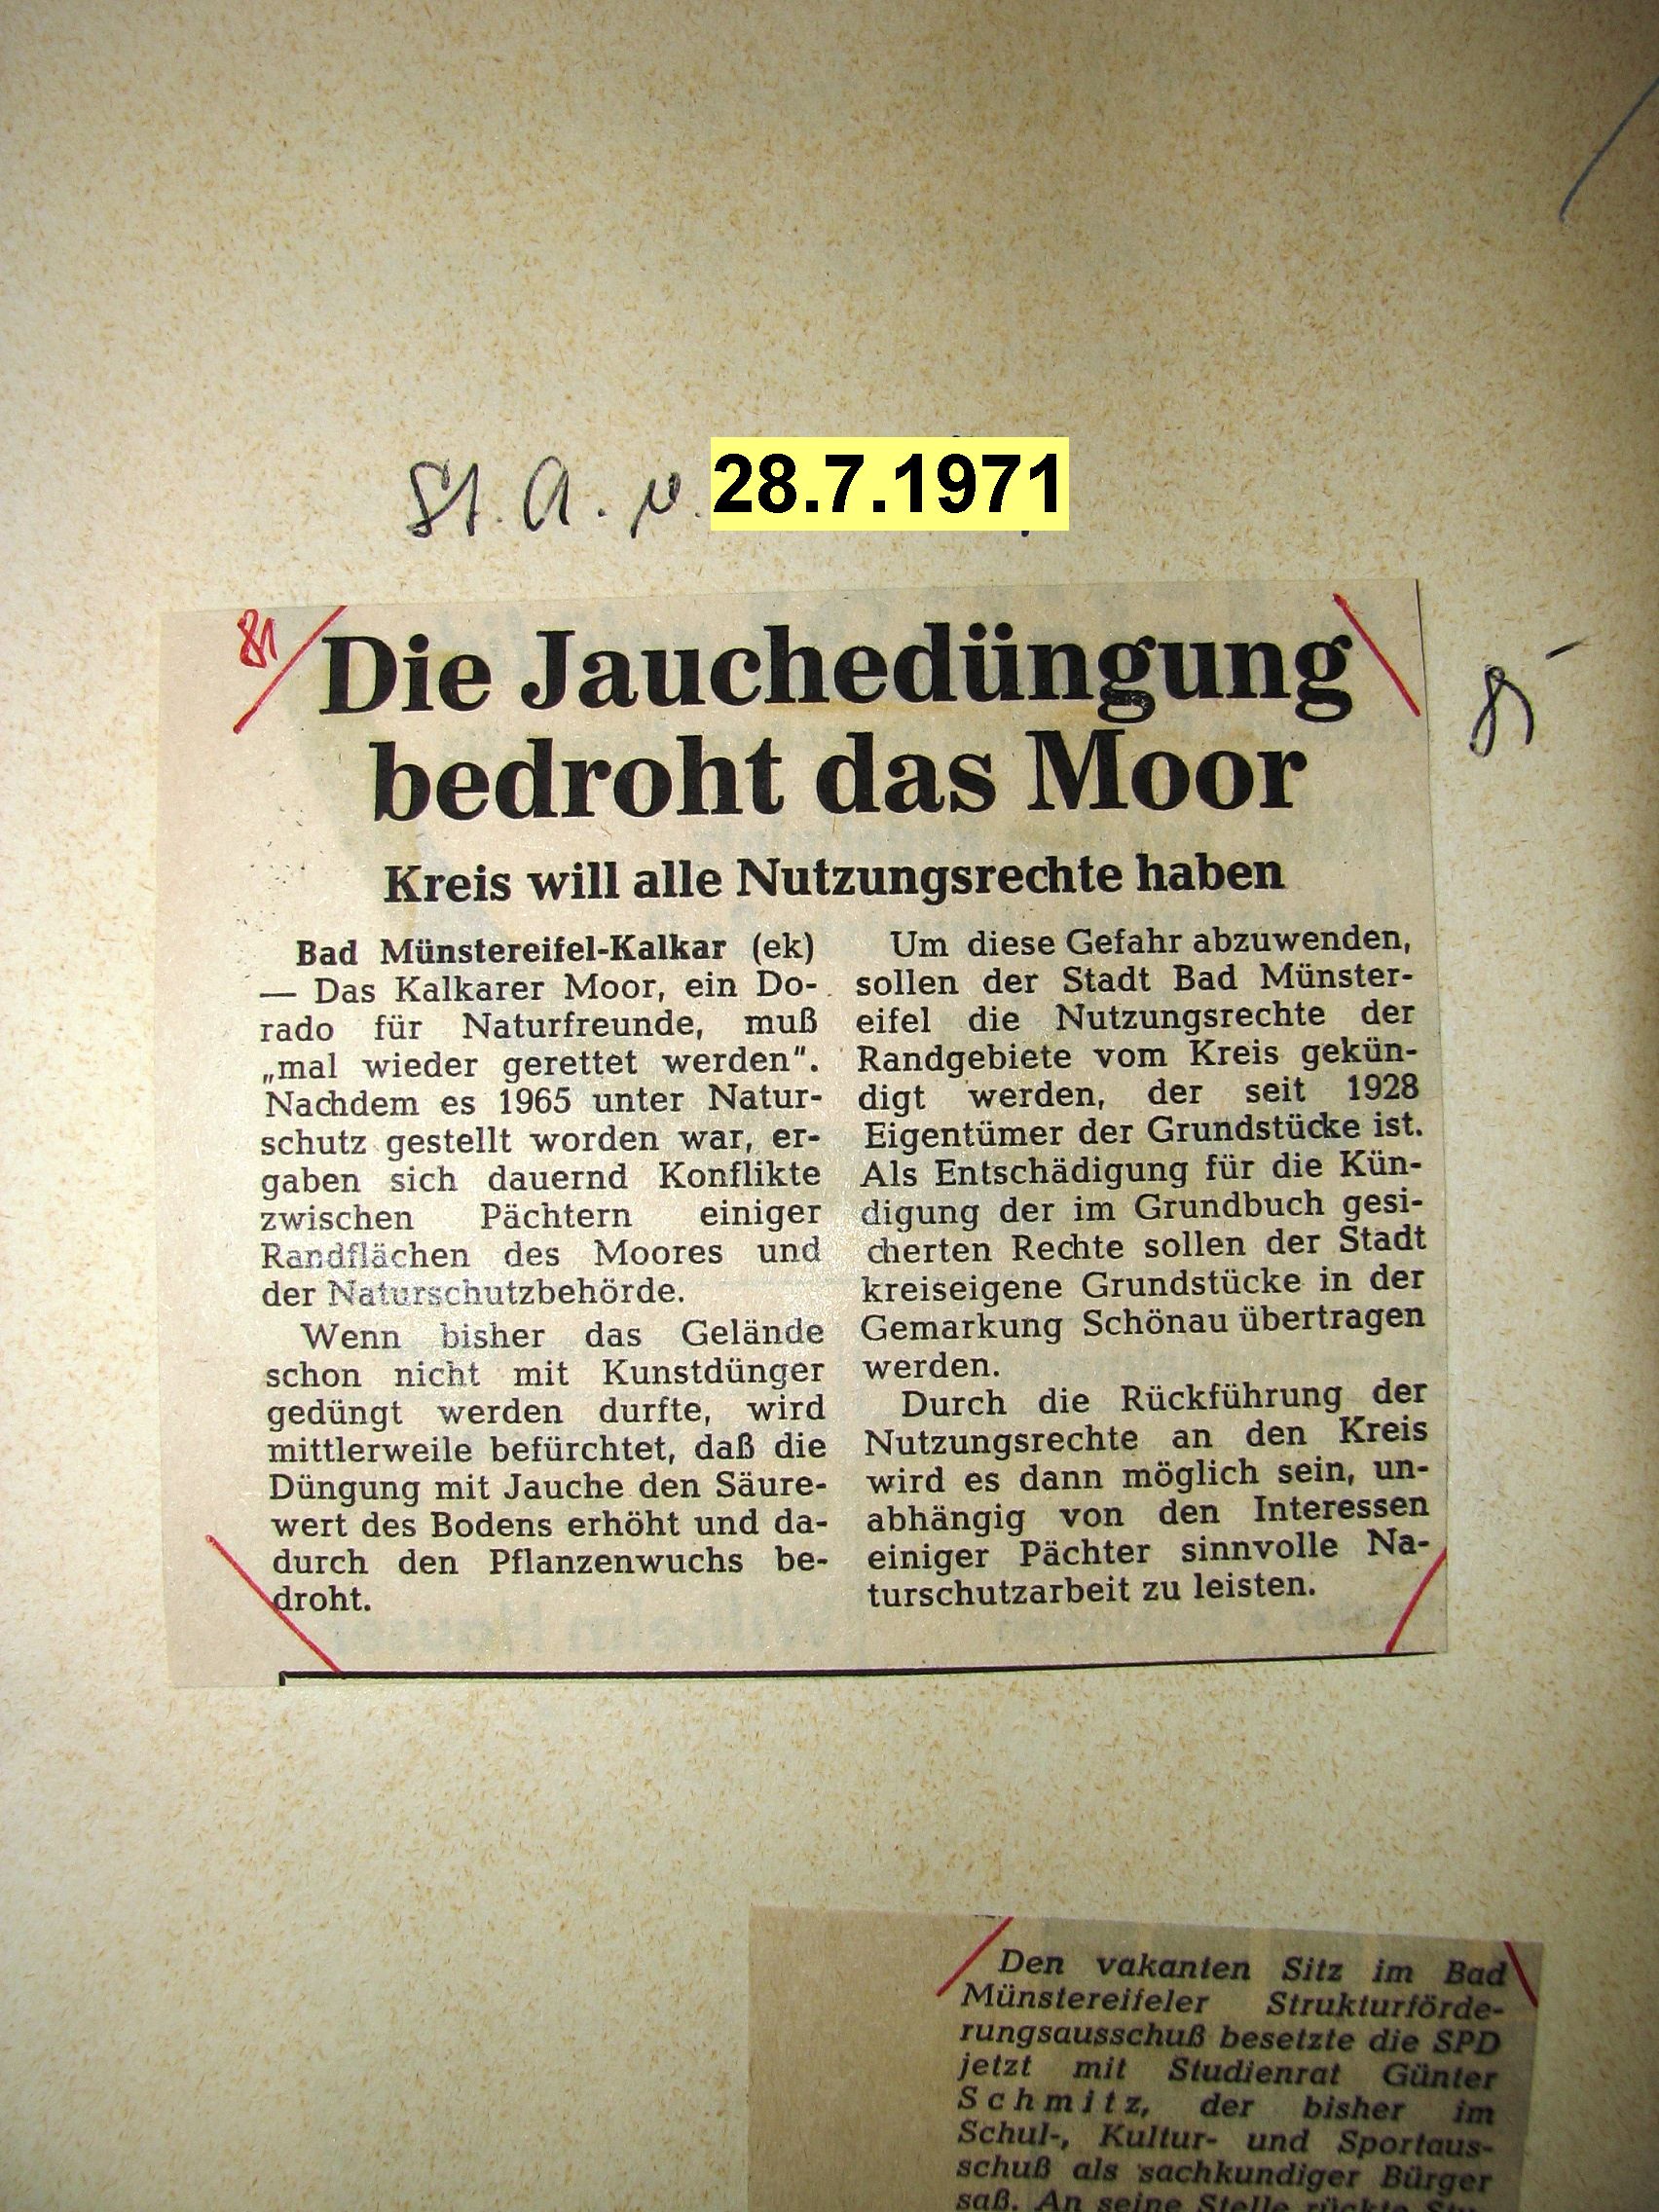 St. A. v. 28.7.1971
Die Jauchedüngung
bedroht das Moor
Kreis will alle Nutzungsrechte haben
Bad Münstereifel-Kalkar (ek)
— Das Kalkarer Moor, ein Do-
rado für Naturfreunde, muß
„mal wieder gerettet werden“.
Nachdem es 1965 unter Natur-
schutz gestellt worden war, er-
gaben sich dauernd Konflikte
zwischen Pächtern einiger
Randflächen des Moores und
der Naturschutzbehörde.
Wenn bisher das Gelände
schon nicht mit Kunstdünger
gedüngt werden durfte, wird
mittlerweile befürchtet, daß die
Düngung mit Jauche den Säure-
wert des Bodens erhöht und da-
durch den Pflanzenwuchs be-
droht.
Um diese Gefahr abzuwenden,
sollen der Stadt Bad Münster-
eifel die Nutzungsrechte der
Randgebiete vom Kreis gekün-
digt werden, der seit 1928
Eigentümer der Grundstücke ist.
Als Entschädigung für die Kün-
digung der im Grundbuch gesi-
cherten Rechte sollen der Stadt
kreiseigene Grundstücke in der
Gemarkung Schönau übertragen
werden.
Durch die Rückführung der
Nutzungsrechte an den Kreis
wird es dann möglich sein, un-
abhängig von den Interessen
einiger Pächter sinnvolle Na-
turschutzarbeit zu leisten.
Den vakanten Sitz im Bad
Münstereifeler Strukturförde-
rungsausschuß besetzte die SPD
jetzt mit Studienrat Günter
Schmitz, der bisher im
Schul-, Kultur- und Sportaus-
schuß als sachkundiger Bürger
saß. An seine Stelle rückte Stu-